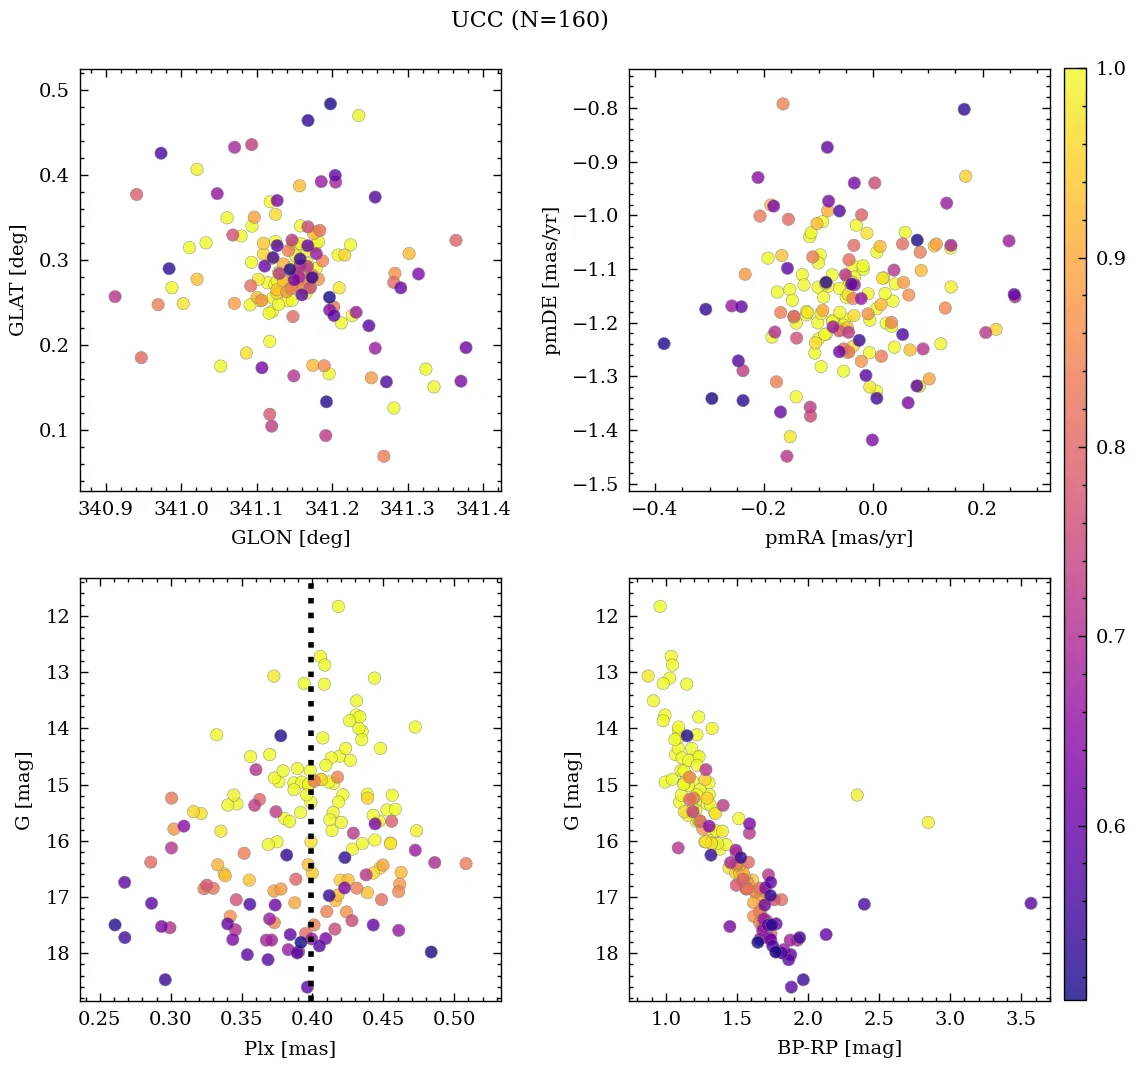 UCC (N=160)
0.5
0.4
0.3
0.2
0.1
GLAT [deg]
340.9 341.0 341.1 341.2 341.3 341.4
GLON [deg]
−0.8
−0.9
−1.0
−1.1
−1.2
−1.3
−1.4
−1.5
pmDE [mas/yr]
−0.4 −0.2 0.0 0.2
pmRA [mas/yr]
12
13
14
15
16
17
18
G [mag]
0.25 0.30 0.35 0.40 0.45 0.50
Plx [mas]
12
13
14
15
16
17
18
G [mag]
1.0 1.5 2.0 2.5 3.0 3.5
BP-RP [mag]
1.0
0.9
0.8
0.7
0.6